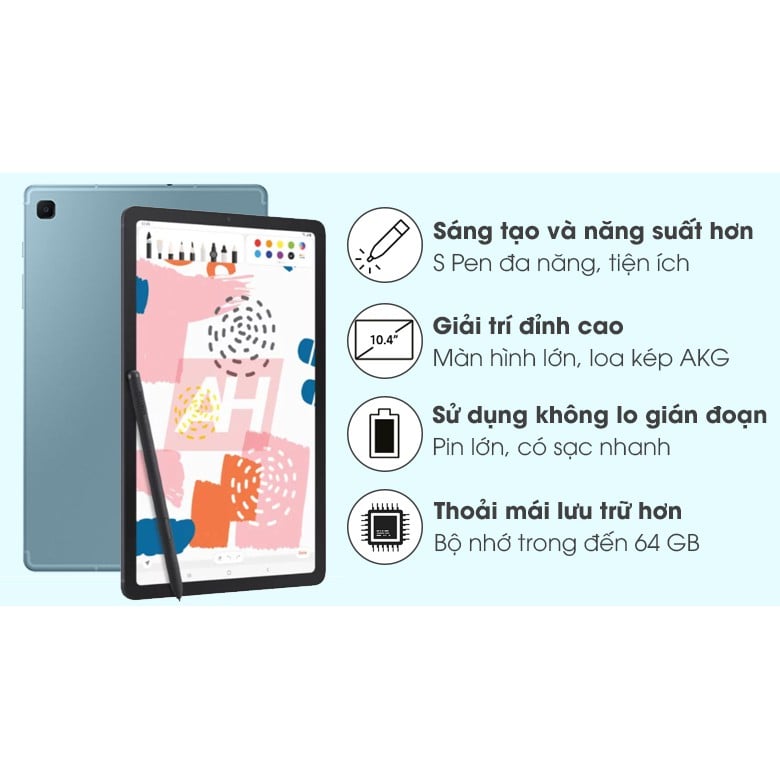 Sáng tạo và năng suất hơn
S Pen đa năng, tiện ích
10.4"
Giải trí đỉnh cao
Màn hình lớn, loa kép AKG
Sử dụng không lo gián đoạn
Pin lớn, có sạc nhanh
Thoải mái lưu trữ hơn
Bộ nhớ trong đến 64 GB
AH